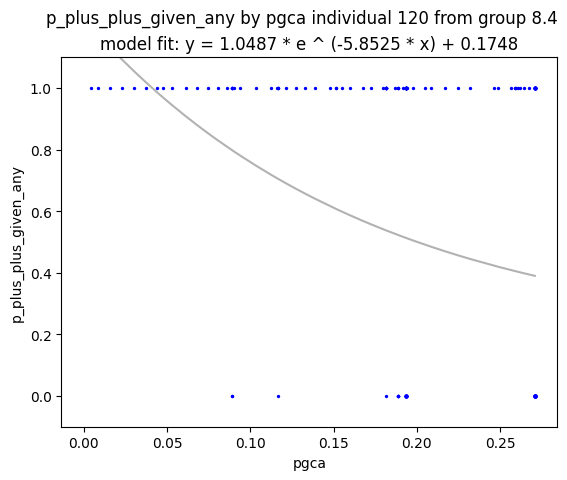 p_plus_plus_given_any by pgca individual 120 from group 8.4
model fit: y = 1.0487 * e ^ (-5.8525 * x) + 0.1748
1.0
0.8
0.6
0.4
0.2
0.0
p_plus_plus_given_any
0.00 0.05 0.10 0.15 0.20 0.25
pgca